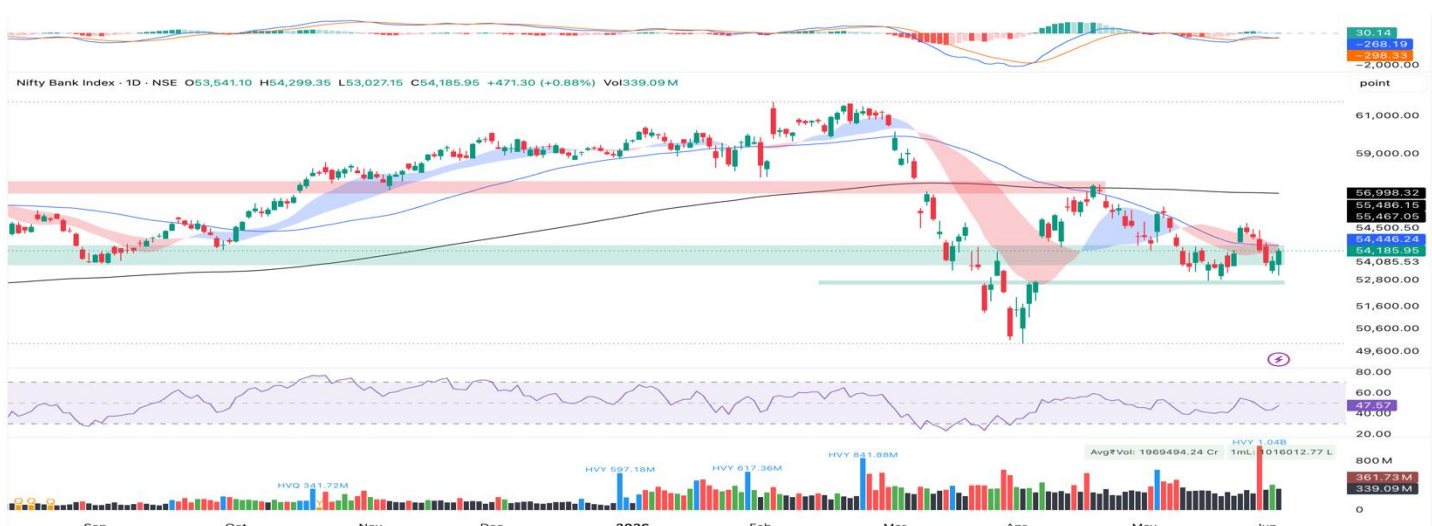 30.14
−268.19
−298.33
−2,000.00
Nifty Bank Index · 1D · NSE O53,541.10 H54,299.35 L53,027.15 C54,185.95 +471.30 (+0.88%) Vol339.09 M
point
61,000.00
59,000.00
56,998.32
55,486.15
55,467.05
54,500.50
54,446.24
54,185.95
54,085.53
52,800.00
51,600.00
50,600.00
49,600.00
80.00
60.00
47.57
40.00
20.00
HVY 1.04B
HVY 841.88M
Avg₹Vol: 1969494.24 Cr 1mL: 1016012.77 L
HVY 597.18M
HVY 617.36M
HVQ 341.72M
800 M
361.73 M
339.09 M
0
Sep Oct Nov Dec 2026 Feb Mar Apr May Jun